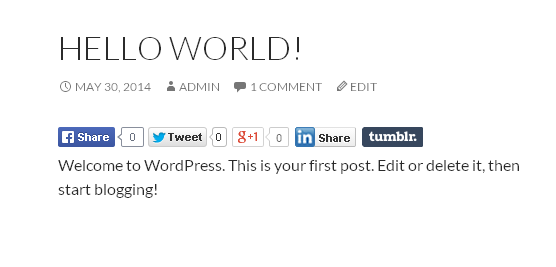 HELLO WORLD!
MAY 30, 2014 ADMIN 1 COMMENT EDIT
Share 0 Tweet 0 g+1 0 in Share tumblr.
Welcome to WordPress. This is your first post. Edit or delete it, then
start blogging!